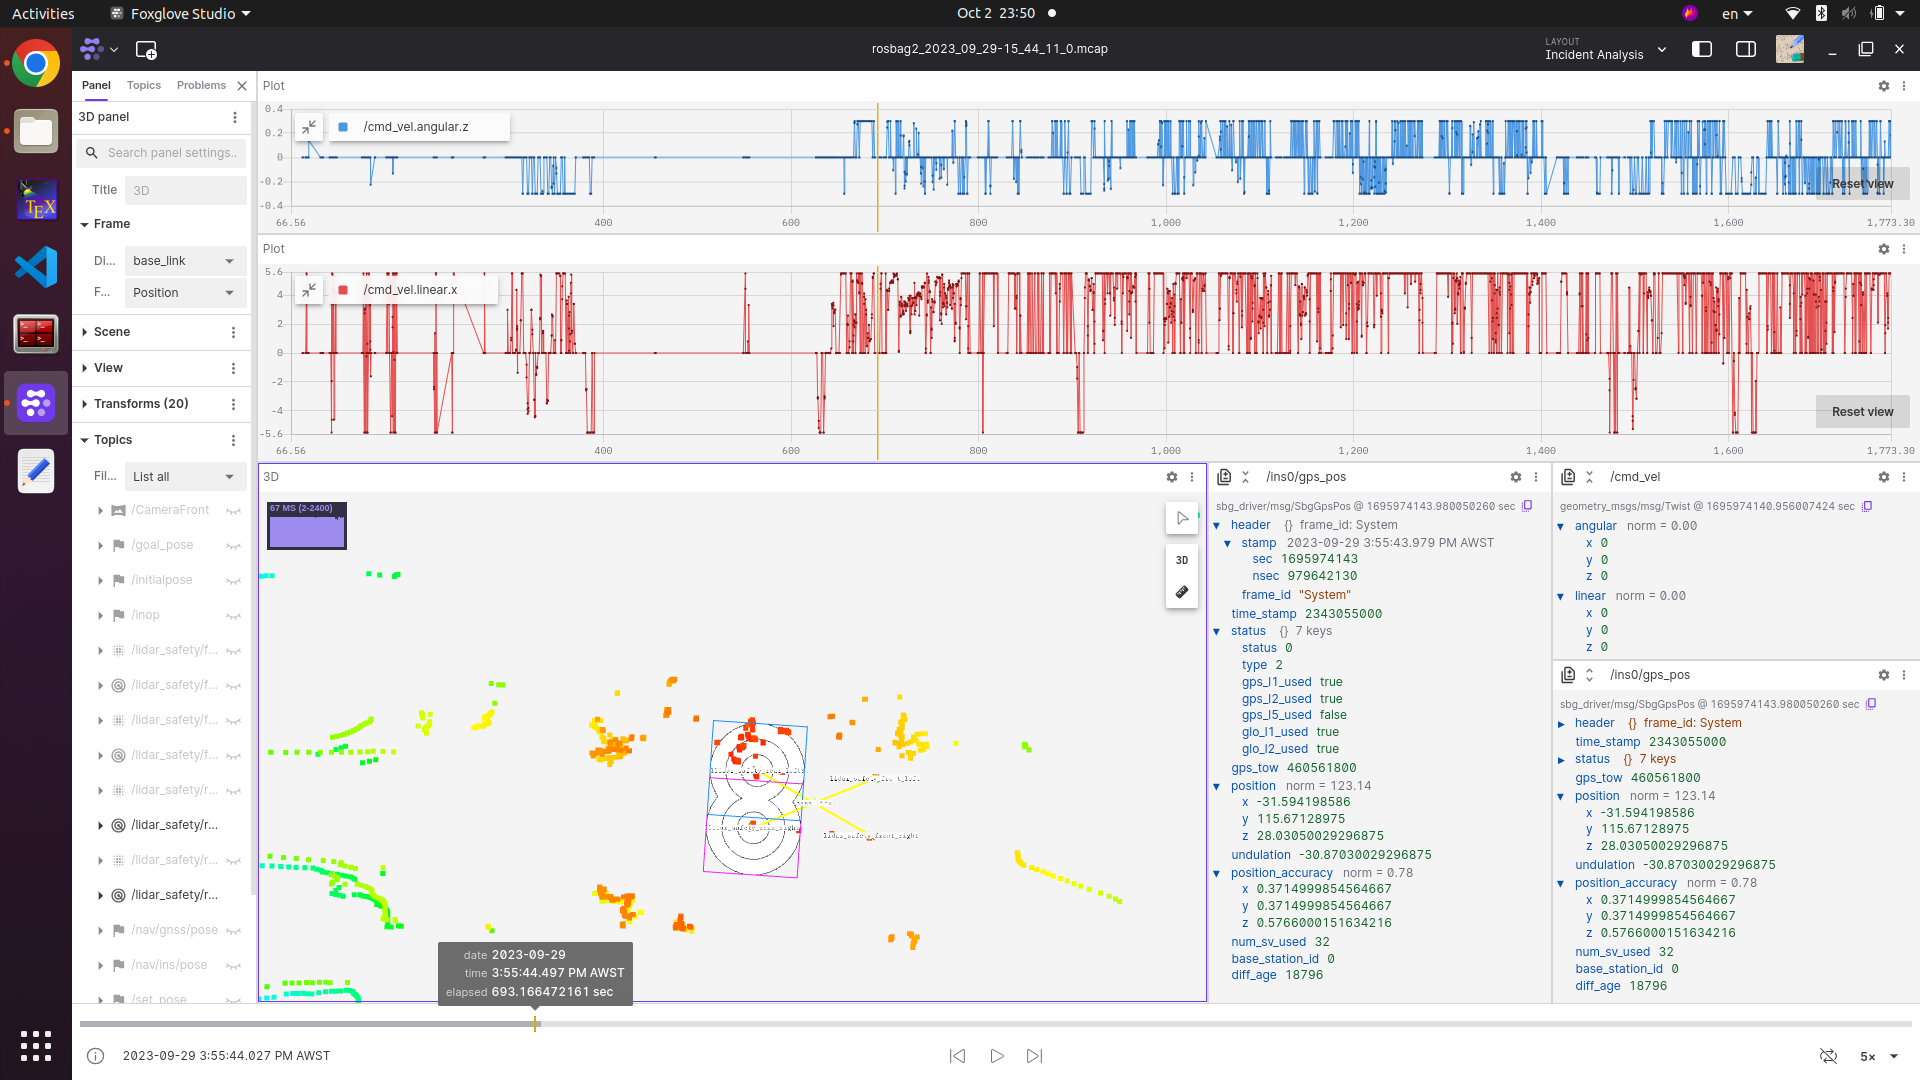 Activities
Foxglove Studio
Oct 2 23:50
en
rosbag2_2023_09_29-15_44_11_0.mcap
LAYOUT
Incident Analysis
Panel
Topics
Problems
3D panel
Search panel settings...
Title
3D
Frame
Di...
base_link
F...
Position
Scene
View
Transforms (20)
Topics
Fil...
List all
/CameraFront
/goal_pose
/initialpose
/inop
/lidar_safety/f...
/lidar_safety/f...
/lidar_safety/f...
/lidar_safety/f...
/lidar_safety/r...
/lidar_safety/r...
/lidar_safety/r...
/lidar_safety/r...
/nav/gnss/pose
/nav/ins/pose
/set_pose
Plot
/cmd_vel.angular.z
0.4
0.2
0
-0.2
-0.4
66.56
400
600
800
1,000
1,200
1,400
1,600
1,773.30
Reset view
Plot
/cmd_vel.linear.x
5.6
4
2
0
-2
-4
-5.6
66.56
400
600
800
1,000
1,200
1,400
1,600
1,773.30
Reset view
3D
67 MS (2-2400)
3D
lidar_safety_rear_left
lidar_safety_front_left
lidar_safety_rear_right
lidar_safety_front_right
/ins0/gps_pos
sbg_driver/msg/SbgGpsPos @ 1695974143.980050260 sec
header {} frame_id: System
stamp 2023-09-29 3:55:43.979 PM AWST
sec 1695974143
nsec 979642130
frame_id "System"
time_stamp 2343055000
status {} 7 keys
status 0
type 2
gps_l1_used true
gps_l2_used true
gps_l5_used false
glo_l1_used true
glo_l2_used true
gps_tow 460561800
position norm = 123.14
x -31.594198586
y 115.67128975
z 28.03050029296875
undulation -30.87030029296875
position_accuracy norm = 0.78
x 0.3714999854564667
y 0.3714999854564667
z 0.5766000151634216
num_sv_used 32
base_station_id 0
diff_age 18796
/cmd_vel
geometry_msgs/msg/Twist @ 1695974140.956007424 sec
angular norm = 0.00
x 0
y 0
z 0
linear norm = 0.00
x 0
y 0
z 0
/ins0/gps_pos
sbg_driver/msg/SbgGpsPos @ 1695974143.980050260 sec
header {} frame_id: System
time_stamp 2343055000
status {} 7 keys
gps_tow 460561800
position norm = 123.14
x -31.594198586
y 115.67128975
z 28.03050029296875
undulation -30.87030029296875
position_accuracy norm = 0.78
x 0.3714999854564667
y 0.3714999854564667
z 0.5766000151634216
num_sv_used 32
base_station_id 0
diff_age 18796
date 2023-09-29
time 3:55:44.497 PM AWST
elapsed 693.166472161 sec
2023-09-29 3:55:44.027 PM AWST
5×